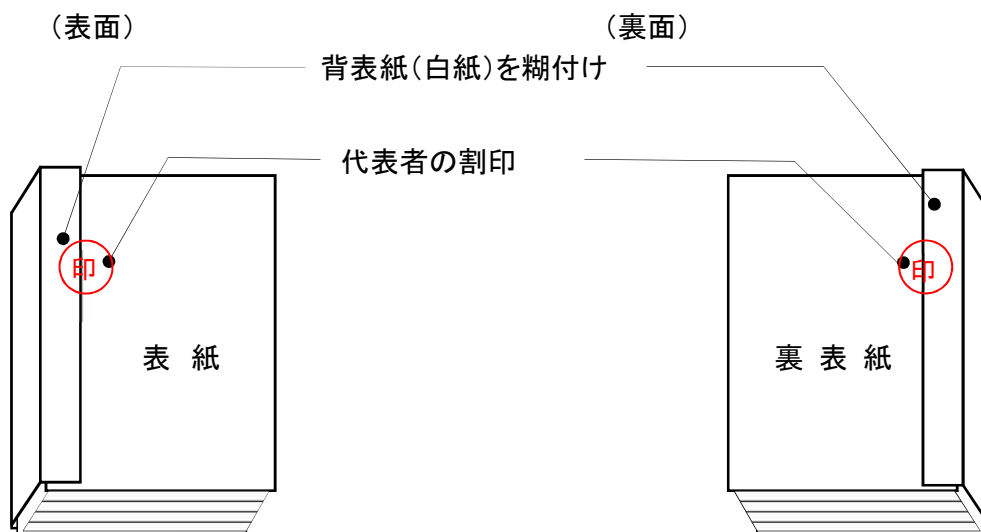 (表面)
(裏面)
背表紙(白紙)を糊付け
代表者の割印
印
印
表 紙
裏 表 紙